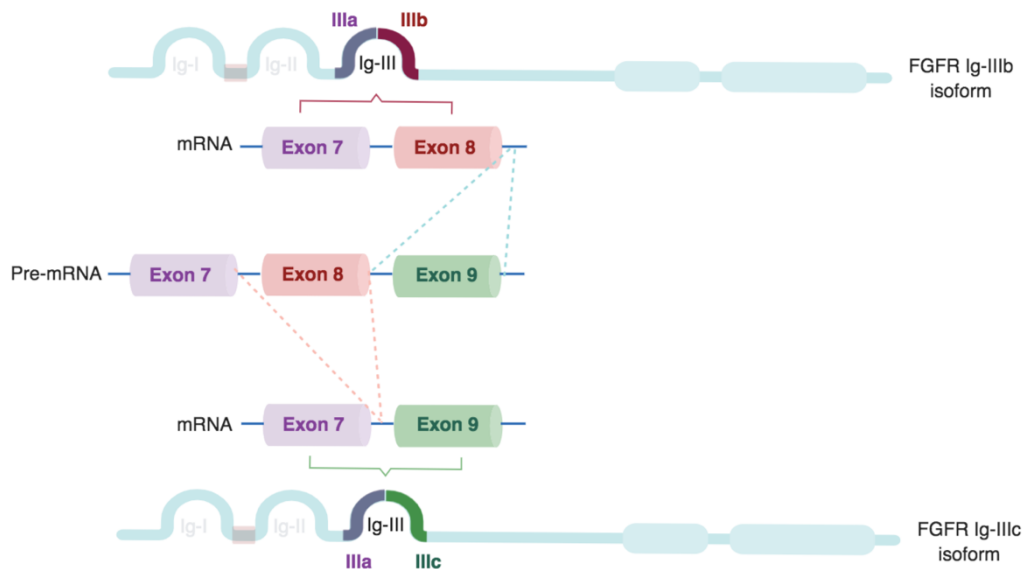 IIIa IIIb
Ig-I Ig-II Ig-III
FGFR Ig-IIIb
isoform
mRNA Exon 7 Exon 8
Pre-mRNA Exon 7 Exon 8 Exon 9
mRNA Exon 7 Exon 9
Ig-I Ig-II Ig-III
FGFR Ig-IIIc
isoform
IIIa IIIc